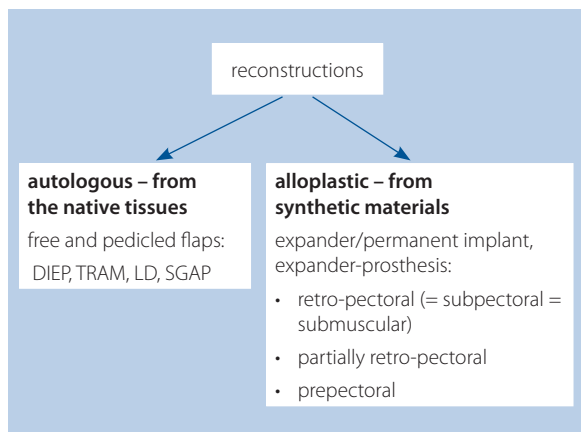 reconstructions
autologous – from
the native tissues
free and pedicled flaps:
DIEP, TRAM, LD, SGAP
alloplastic – from
synthetic materials
expander/permanent implant,
expander-prosthesis:
• retro-pectoral (= subpectoral =
submuscular)
• partially retro-pectoral
• prepectoral